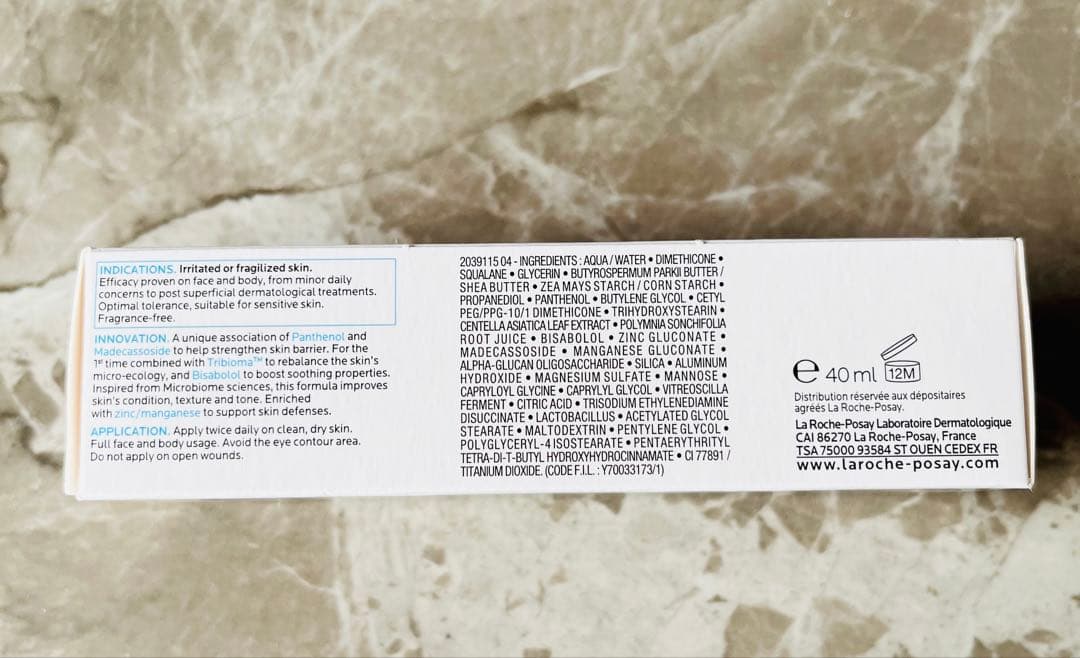 INDICATIONS. Irritated or fragilized skin.
Efficacy proven on face and body, from minor daily
concerns to post superficial dermatological treatments.
Optimal tolerance, suitable for sensitive skin.
Fragrance-free.
INNOVATION. A unique association of Panthenol and
Madecassoside to help strengthen skin barrier. For the
1st time combined with Tribioma™ to rebalance the skin's
micro-ecology, and Bisabolol to boost soothing properties.
Inspired from Microbiome sciences, this formula improves
skin's condition, texture and tone. Enriched
with zinc/manganese to support skin defenses.
APPLICATION. Apply twice daily on clean, dry skin.
Full face and body usage. Avoid the eye contour area.
Do not apply on open wounds.
2039115 04 - INGREDIENTS : AQUA / WATER • DIMETHICONE •
SQUALANE • GLYCERIN • BUTYROSPERMUM PARKII BUTTER /
SHEA BUTTER • ZEA MAYS STARCH / CORN STARCH •
PROPANEDIOL • PANTHENOL • BUTYLENE GLYCOL • CETYL
PEG/PPG-10/1 DIMETHICONE • TRIHYDROXYSTEARIN •
CENTELLA ASIATICA LEAF EXTRACT • POLYMNIA SONCHIFOLIA
ROOT JUICE • BISABOLOL • ZINC GLUCONATE •
MADECASSOSIDE • MANGANESE GLUCONATE •
ALPHA-GLUCAN OLIGOSACCHARIDE • SILICA • ALUMINUM
HYDROXIDE • MAGNESIUM SULFATE • MANNOSE •
CAPRYLOYL GLYCINE • CAPRYLYL GLYCOL • VITREOSCILLA
FERMENT • CITRIC ACID • TRISODIUM ETHYLENEDIAMINE
DISUCCINATE • LACTOBACILLUS • ACETYLATED GLYCOL
STEARATE • MALTODEXTRIN • PENTYLENE GLYCOL •
POLYGLYCERYL-4 ISOSTEARATE • PENTAERYTHRITYL
TETRA-DI-T-BUTYL HYDROXYHYDROCINNAMATE • CI 77891 /
TITANIUM DIOXIDE. (CODE F.I.L. : Y70033173/1)
e 40 ml 12M
Distribution réservée aux dépositaires
agréés La Roche-Posay.
La Roche-Posay Laboratoire Dermatologique
CAI 86270 La Roche-Posay, France
TSA 75000 93584 ST OUEN CEDEX FR
www.laroche-posay.com